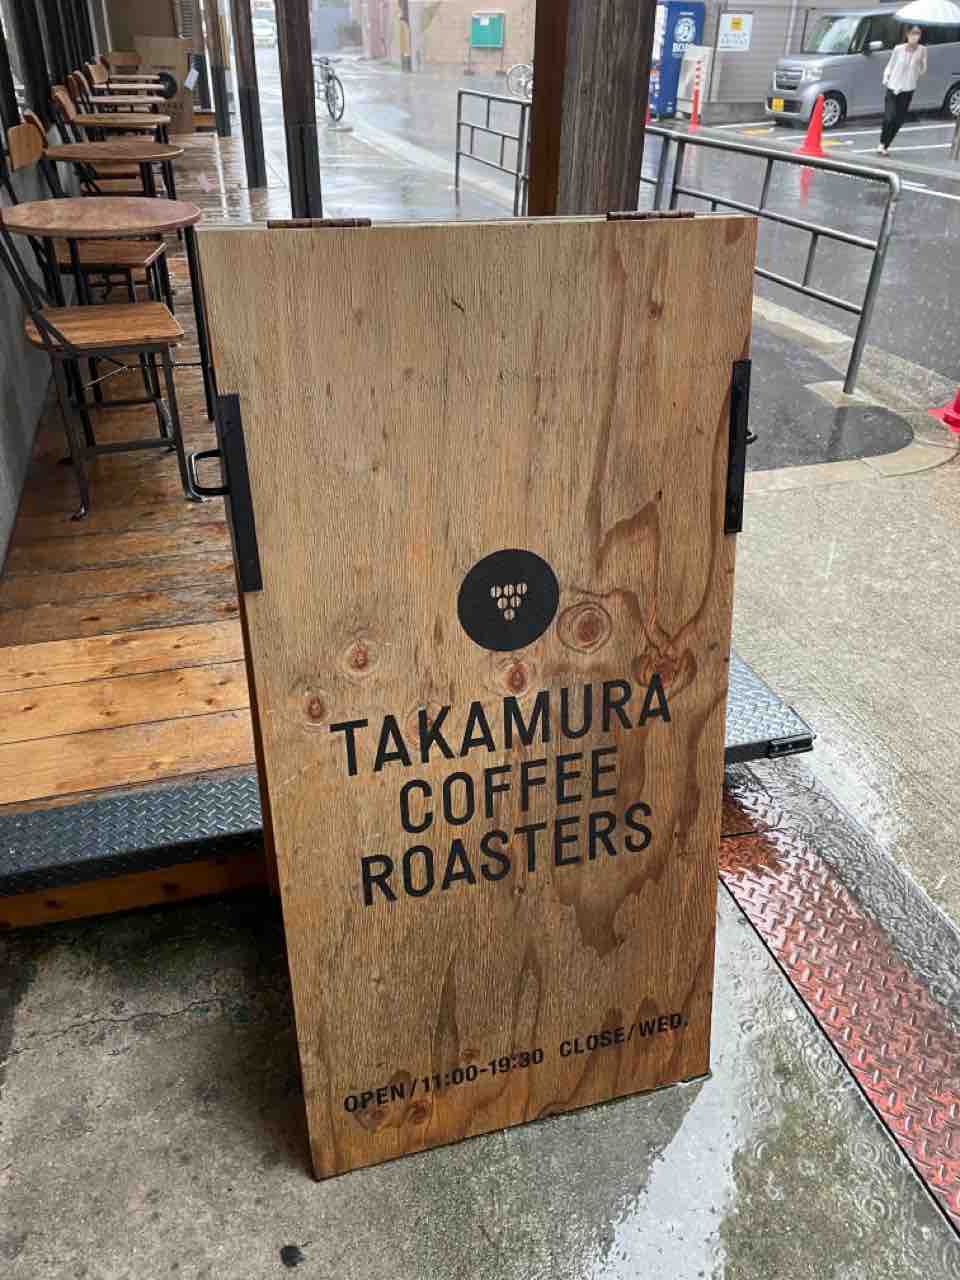 TAKAMURA
COFFEE
ROASTERS
OPEN/11:00-19:30 CLOSE/WED.